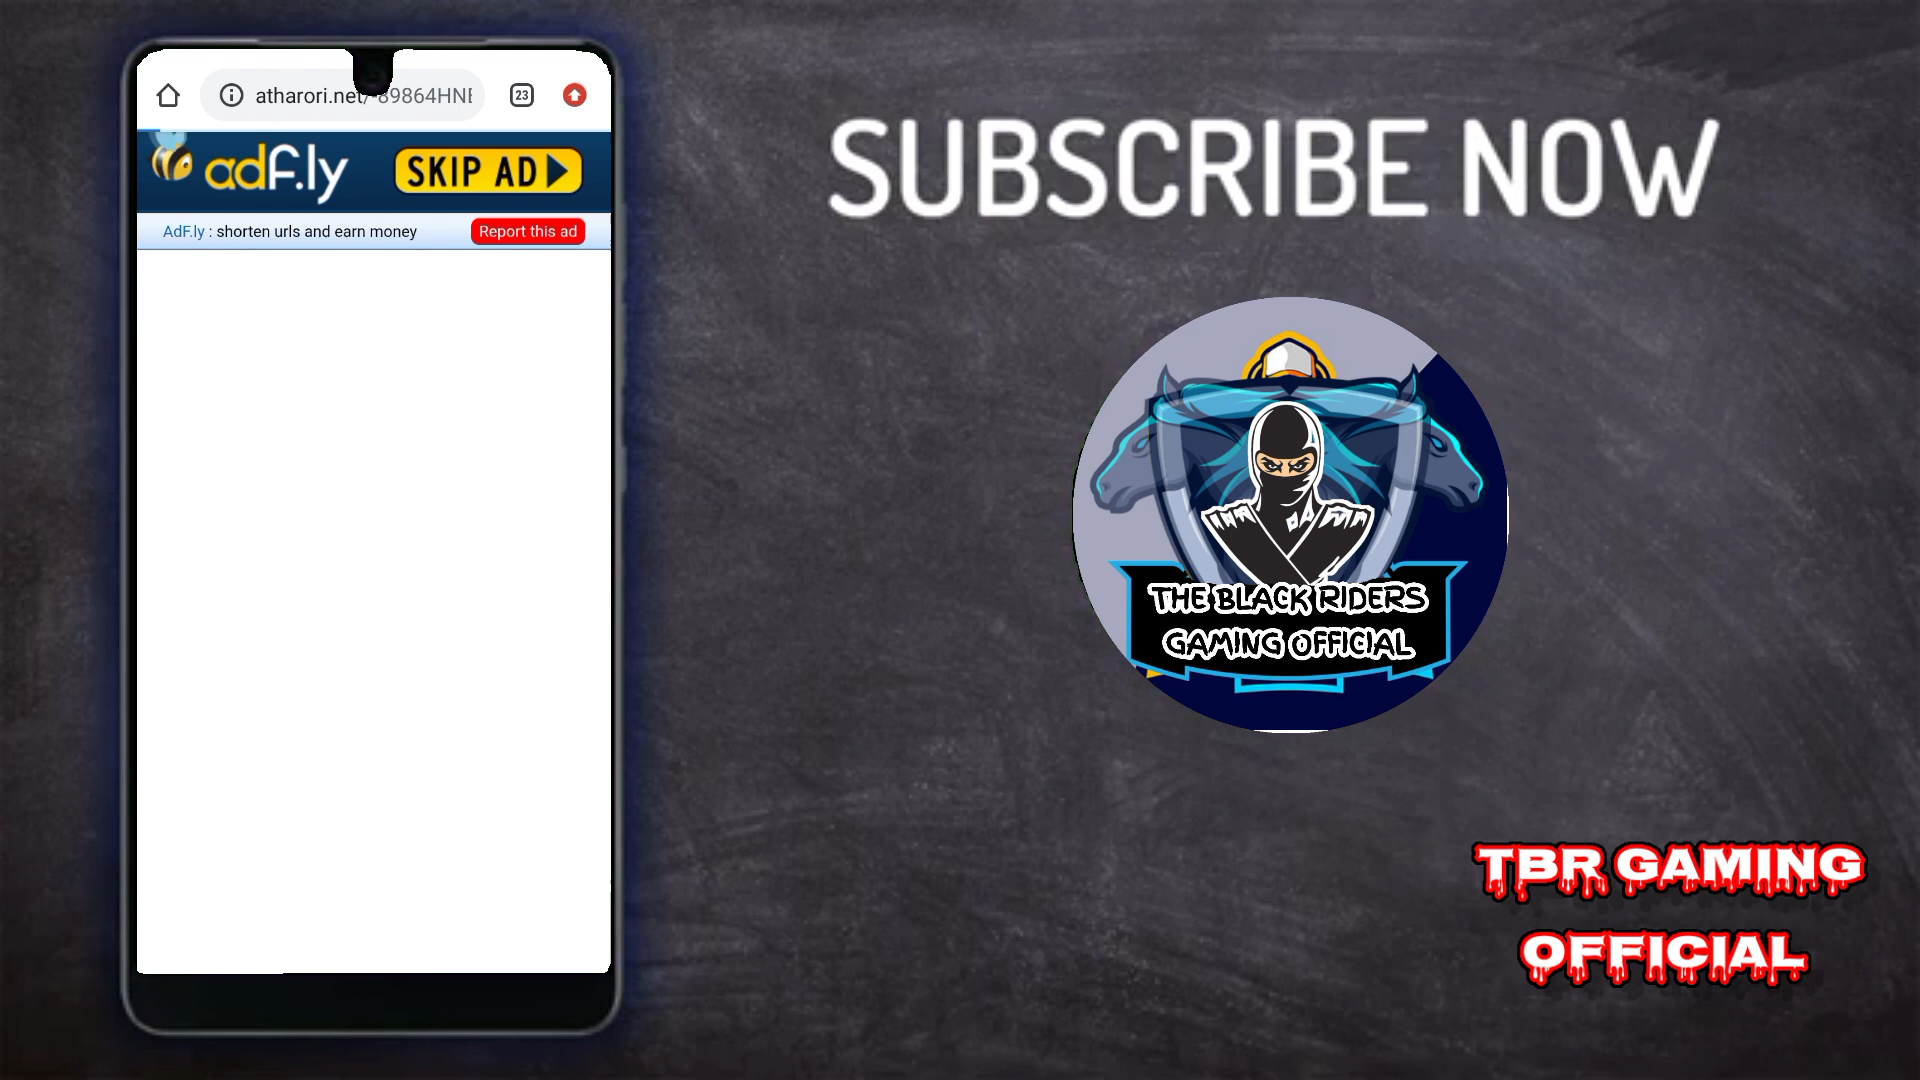 atharori.net/-89864HNE
23
adf.ly
SKIP AD
AdF.ly : shorten urls and earn money
Report this ad
SUBSCRIBE NOW
THE BLACK RIDERS
GAMING OFFICIAL
TBR GAMING
OFFICIAL